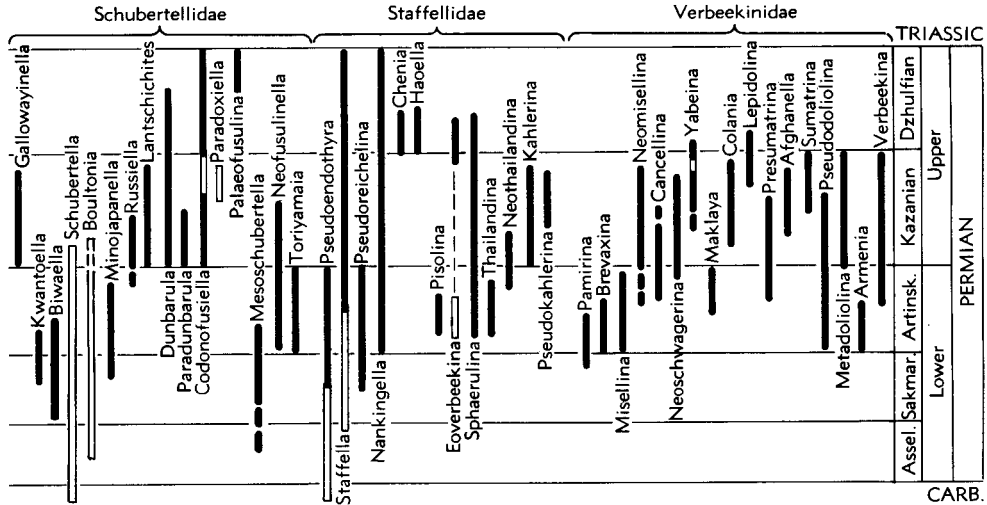 Schubertellidae
Staffellidae
Verbeekinidae
TRIASSIC
Gallowayinella
Kwantoella
Biwaella
Schubertella
Boultonia
Minojapanella
Russiella
Lantschichites
Dunbarula
Paradunbarula
Codonofusiella
Paradoxiella
Palaeofusulina
Mesoschubertella
Neofusulinella
Toriyamaia
Pseudoendothyra
Staffella
Pseudoreichelina
Nankingella
Chenia
Haoella
Pisolina
Eoverbeekina
Sphaerulina
Thailandina
Neothailandina
Kahlerina
Pseudokahlerina
Pamirina
Brevaxina
Misellina
Neomisellina
Cancellina
Neoschwagerina
Yabeina
Maklaya
Colania
Lepidolina
Presumatrina
Afghanella
Sumatrina
Pseudodoliolina
Metadoliolina
Armenia
Verbeekina
Dzhulfian
Kazanian
Artinsk.
Sakmar.
Assel.
Upper
Lower
PERMIAN
CARB.